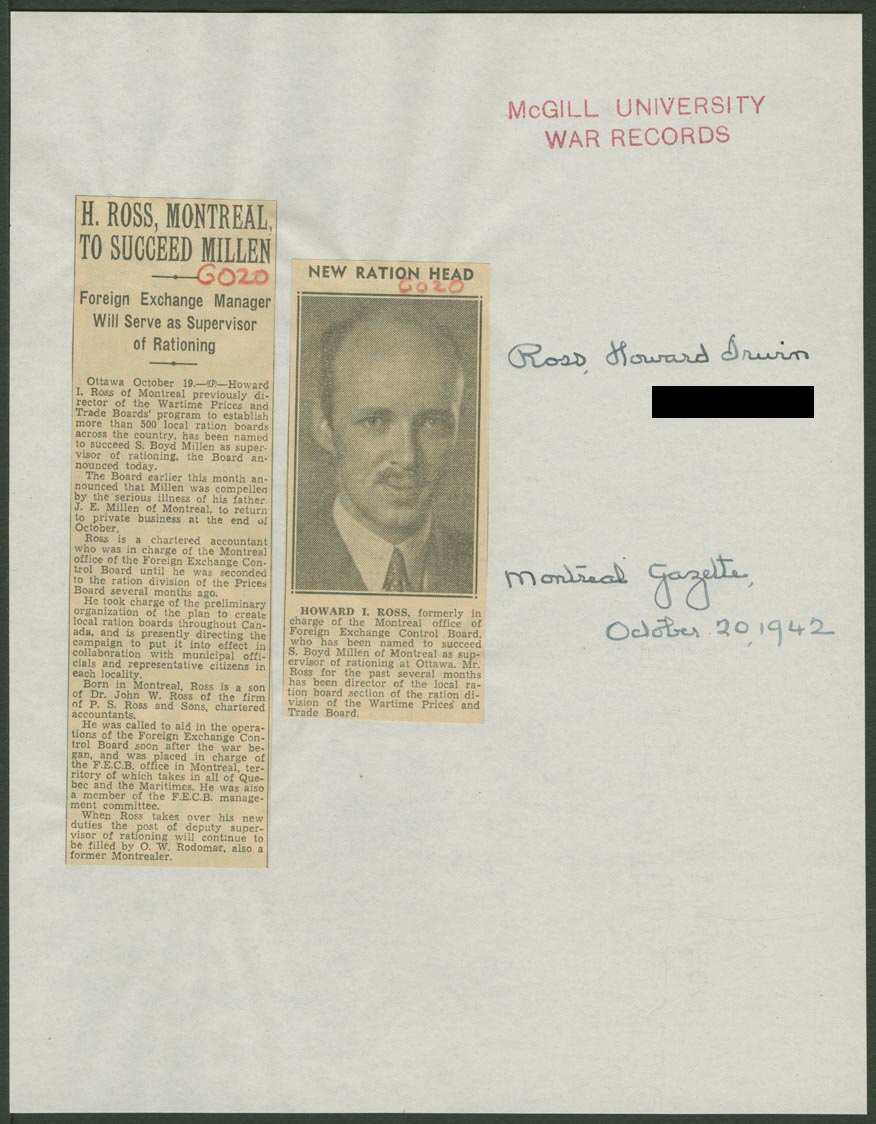 McGILL UNIVERSITY
WAR RECORDS
H. ROSS, MONTREAL,
TO SUCCEED MILLEN
GO20
Foreign Exchange Manager
Will Serve as Supervisor
of Rationing
Ottawa October 19.—CP—Howard
I. Ross of Montreal previously di-
rector of the Wartime Prices and
Trade Boards' program to establish
more than 500 local ration boards
across the country, has been named
to succeed S. Boyd Millen as super-
visor of rationing, the Board an-
nounced today.
The Board earlier this month an-
nounced that Millen was compelled
by the serious illness of his father,
J. E. Millen of Montreal, to return
to private business at the end of
October.
Ross is a chartered accountant
who was in charge of the Montreal
office of the Foreign Exchange Con-
trol Board until he was seconded
to the ration division of the Prices
Board several months ago.
He took charge of the preliminary
organization of the plan to create
local ration boards throughout Can-
ada, and is presently directing the
campaign to put it into effect in
collaboration with municipal offi-
cials and representative citizens in
each locality.
Born in Montreal, Ross is a son
of Dr. John W. Ross of the firm
of P. S. Ross and Sons, chartered
accountants.
He was called to aid in the opera-
tions of the Foreign Exchange Con-
trol Board soon after the war be-
gan, and was placed in charge of
the F.E.C.B. office in Montreal, ter-
ritory of which takes in all of Que-
bec and the Maritimes. He was also
a member of the F.E.C.B. manage-
ment committee.
When Ross takes over his new
duties the post of deputy super-
visor of rationing will continue to
be filled by O. W. Rodomar, also a
former Montrealer.
NEW RATION HEAD
GO20
HOWARD I. ROSS, formerly in
charge of the Montreal office of
Foreign Exchange Control Board,
who has been named to succeed
S. Boyd Millen of Montreal as sup-
ervisor of rationing at Ottawa. Mr.
Ross for the past several months
has been director of the local ra-
tion board section of the ration di-
vision of the Wartime Prices and
Trade Board.
Ross, Howard Irwin
Montreal Gazette,
October 20, 1942